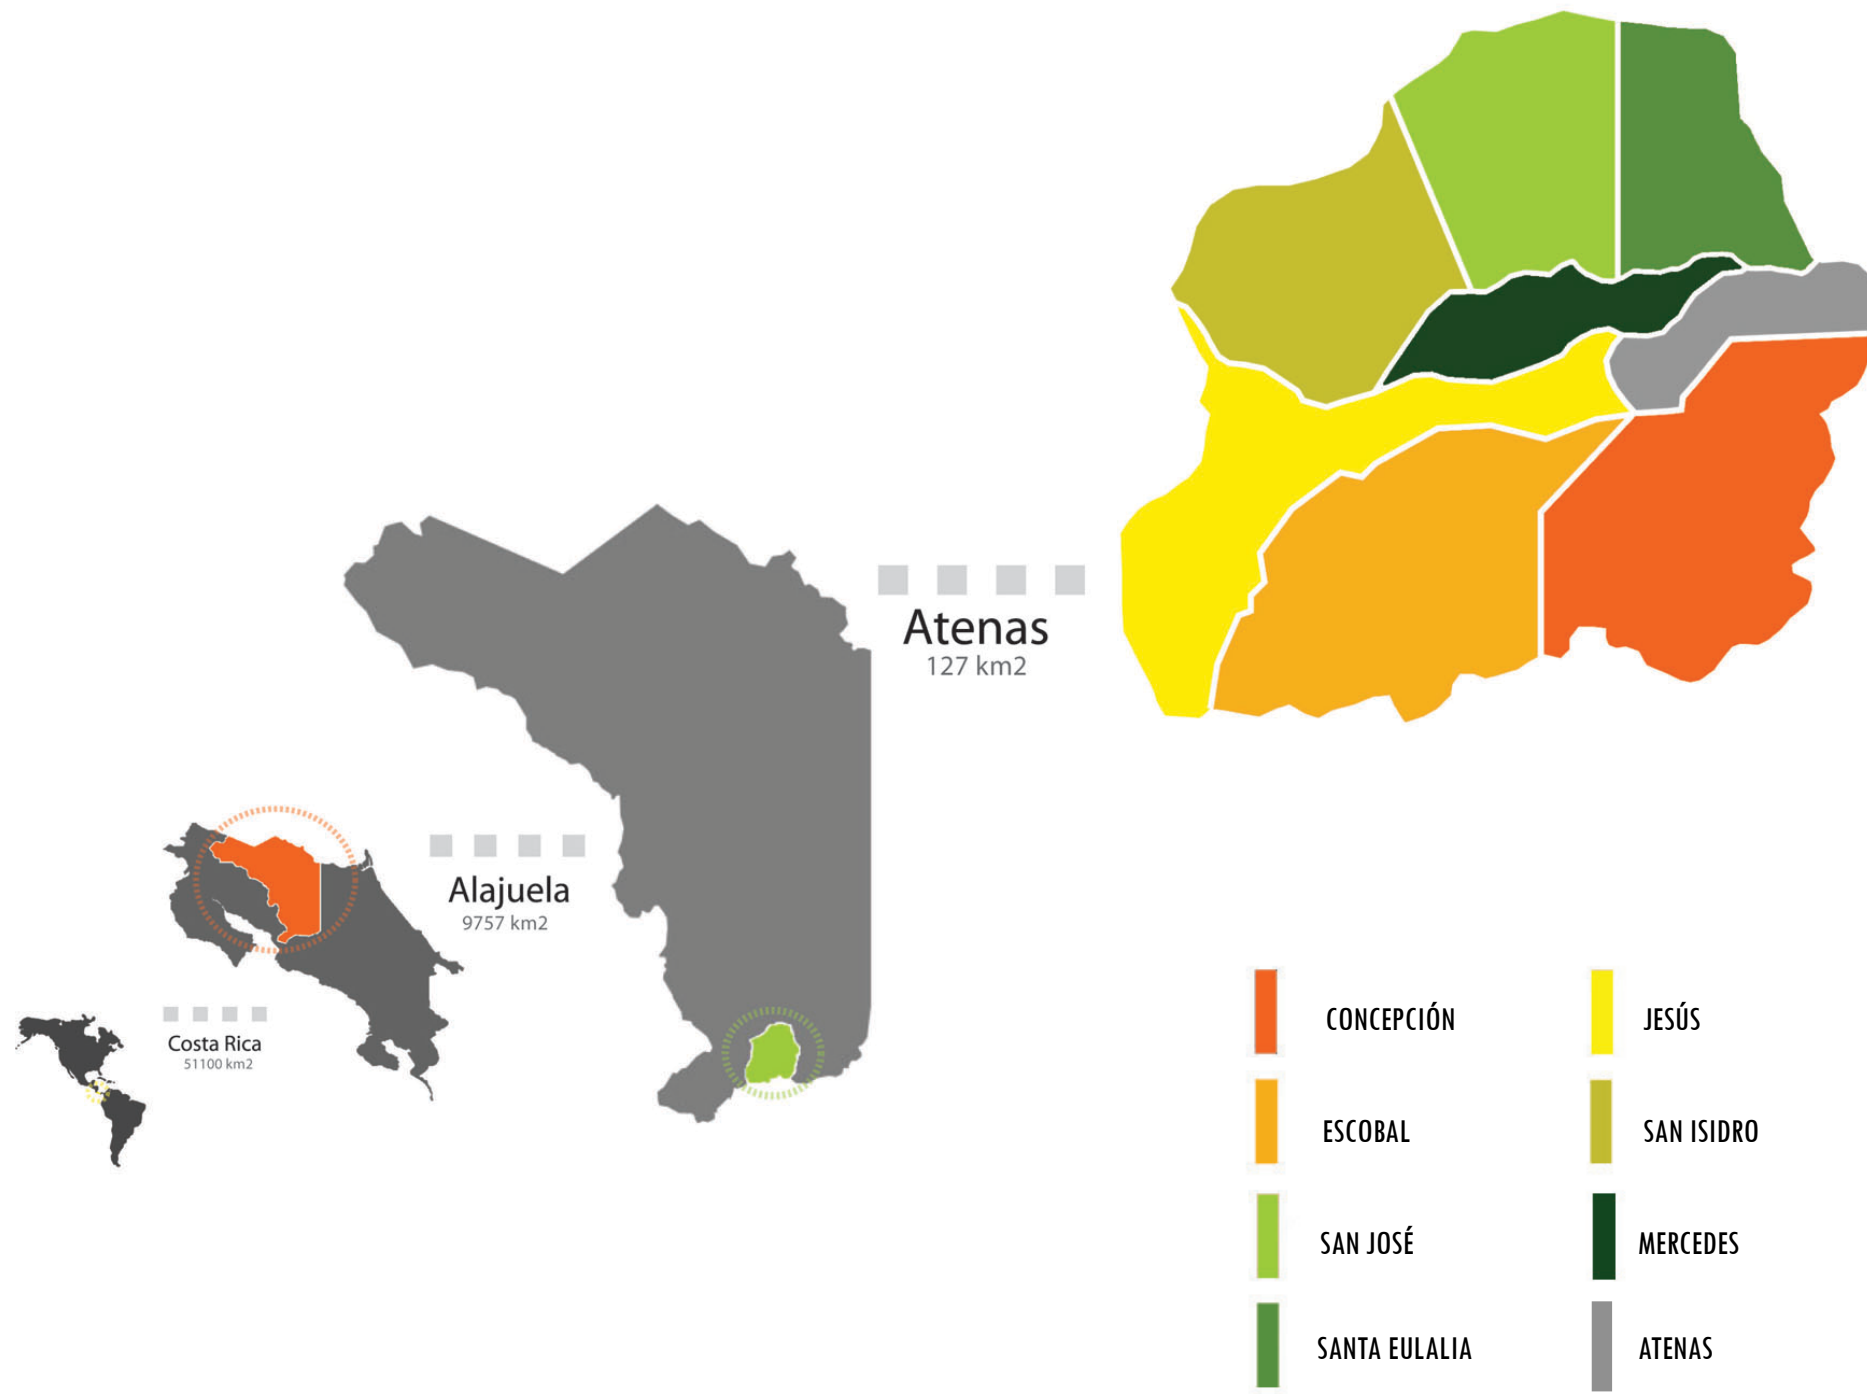 Atenas
127 km2
Alajuela
9757 km2
Costa Rica
51100 km2
CONCEPCIÓN
JESÚS
ESCOBAL
SAN ISIDRO
SAN JOSÉ
MERCEDES
SANTA EULALIA
ATENAS